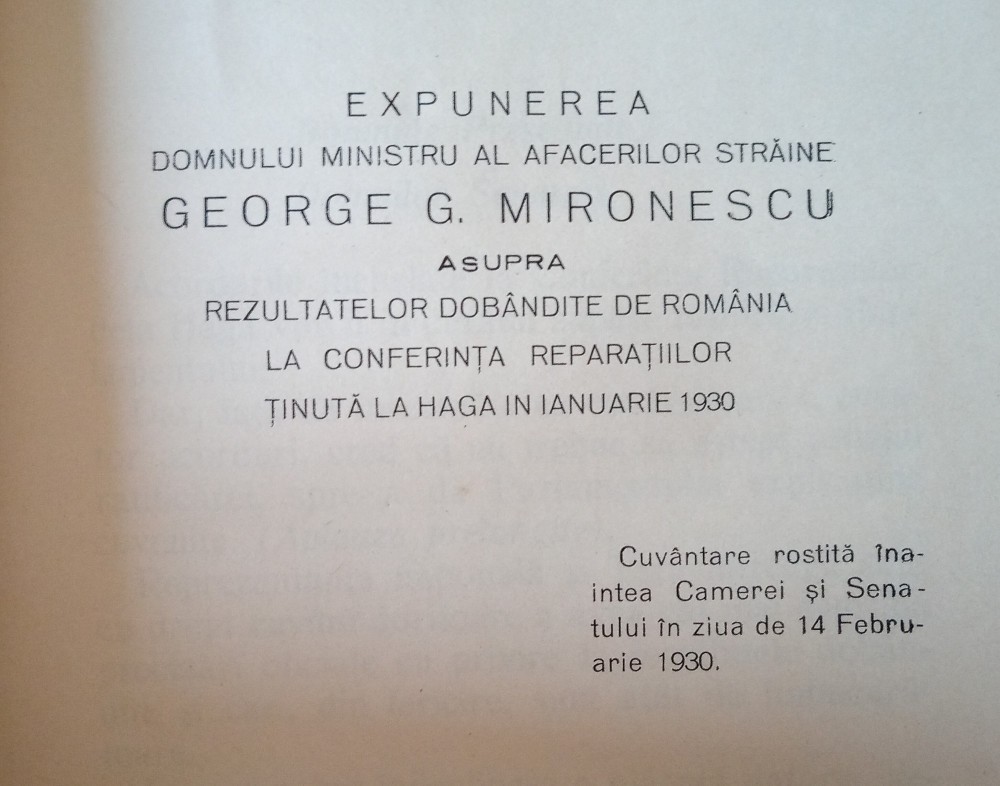 EXPUNEREA
DOMNULUI MINISTRU AL AFACERILOR STRĂINE
GEORGE G. MIRONESCU
ASUPRA
REZULTATELOR DOBÂNDITE DE ROMÂNIA
LA CONFERINȚA REPARAȚIILOR
ȚINUTĂ LA HAGA IN IANUARIE 1930
Cuvântare rostită îna-
intea Camerei și Sena-
tului în ziua de 14 Febru-
arie 1930.